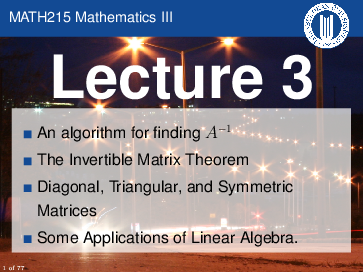 MATH215 Mathematics III
Lecture 3
An algorithm for finding A⁻¹
The Invertible Matrix Theorem
Diagonal, Triangular, and Symmetric
Matrices
Some Applications of Linear Algebra.
1 of 77